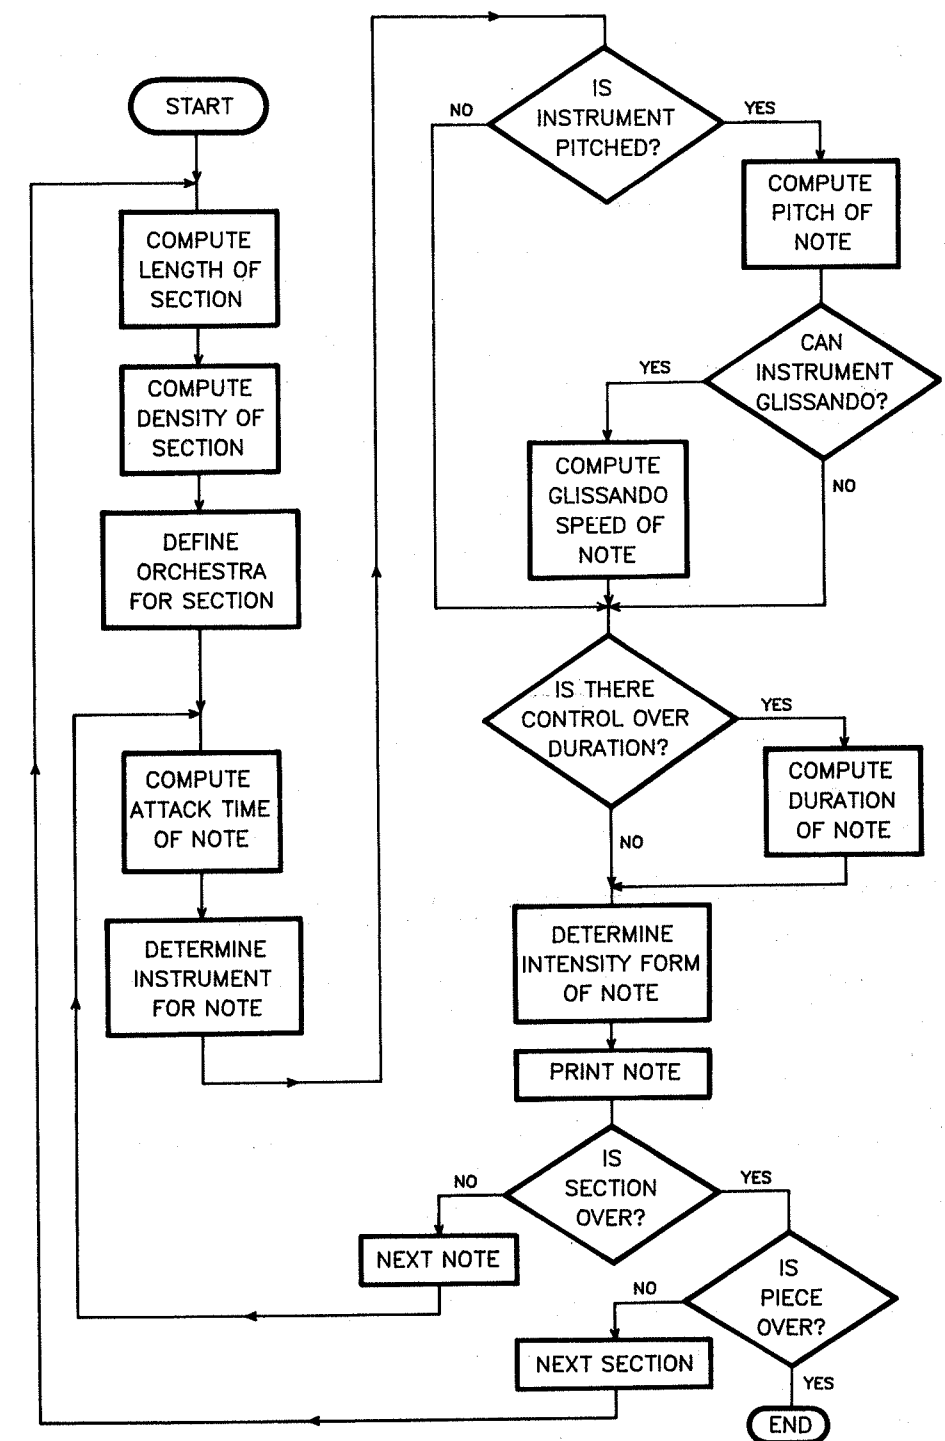 START
COMPUTE
LENGTH OF
SECTION
COMPUTE
DENSITY OF
SECTION
DEFINE
ORCHESTRA
FOR SECTION
COMPUTE
ATTACK TIME
OF NOTE
DETERMINE
INSTRUMENT
FOR NOTE
IS
INSTRUMENT
PITCHED?
NO
YES
COMPUTE
PITCH OF
NOTE
CAN
INSTRUMENT
GLISSANDO?
YES
NO
COMPUTE
GLISSANDO
SPEED OF
NOTE
IS THERE
CONTROL OVER
DURATION?
YES
NO
COMPUTE
DURATION
OF NOTE
DETERMINE
INTENSITY FORM
OF NOTE
PRINT NOTE
IS
SECTION
OVER?
NO
YES
NEXT NOTE
IS
PIECE
OVER?
NO
YES
NEXT SECTION
END